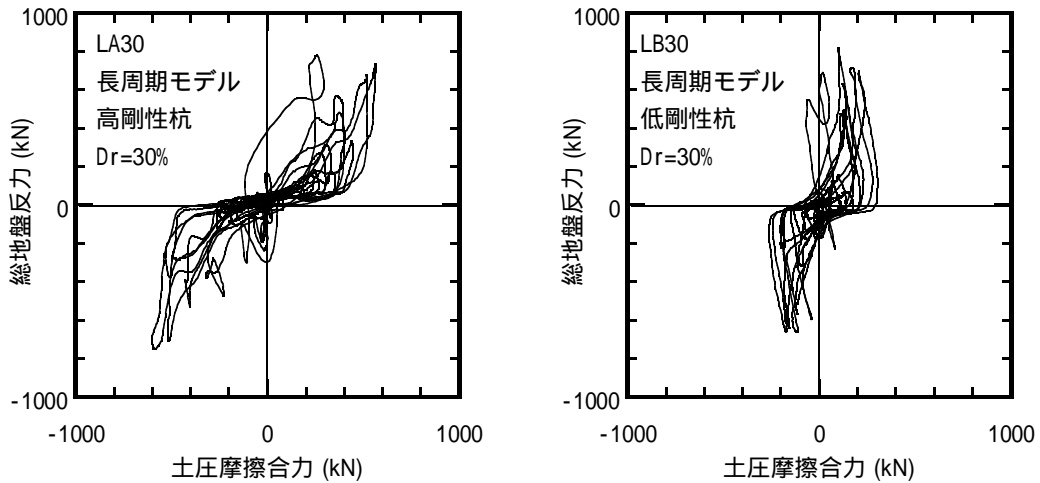 1000
LA30
長周期モデル
高剛性杭
Dr=30%
総地盤反力 (kN)
0
-1000
-1000 0 1000
土圧摩擦合力 (kN)
1000
LB30
長周期モデル
低剛性杭
Dr=30%
総地盤反力 (kN)
0
-1000
-1000 0 1000
土圧摩擦合力 (kN)